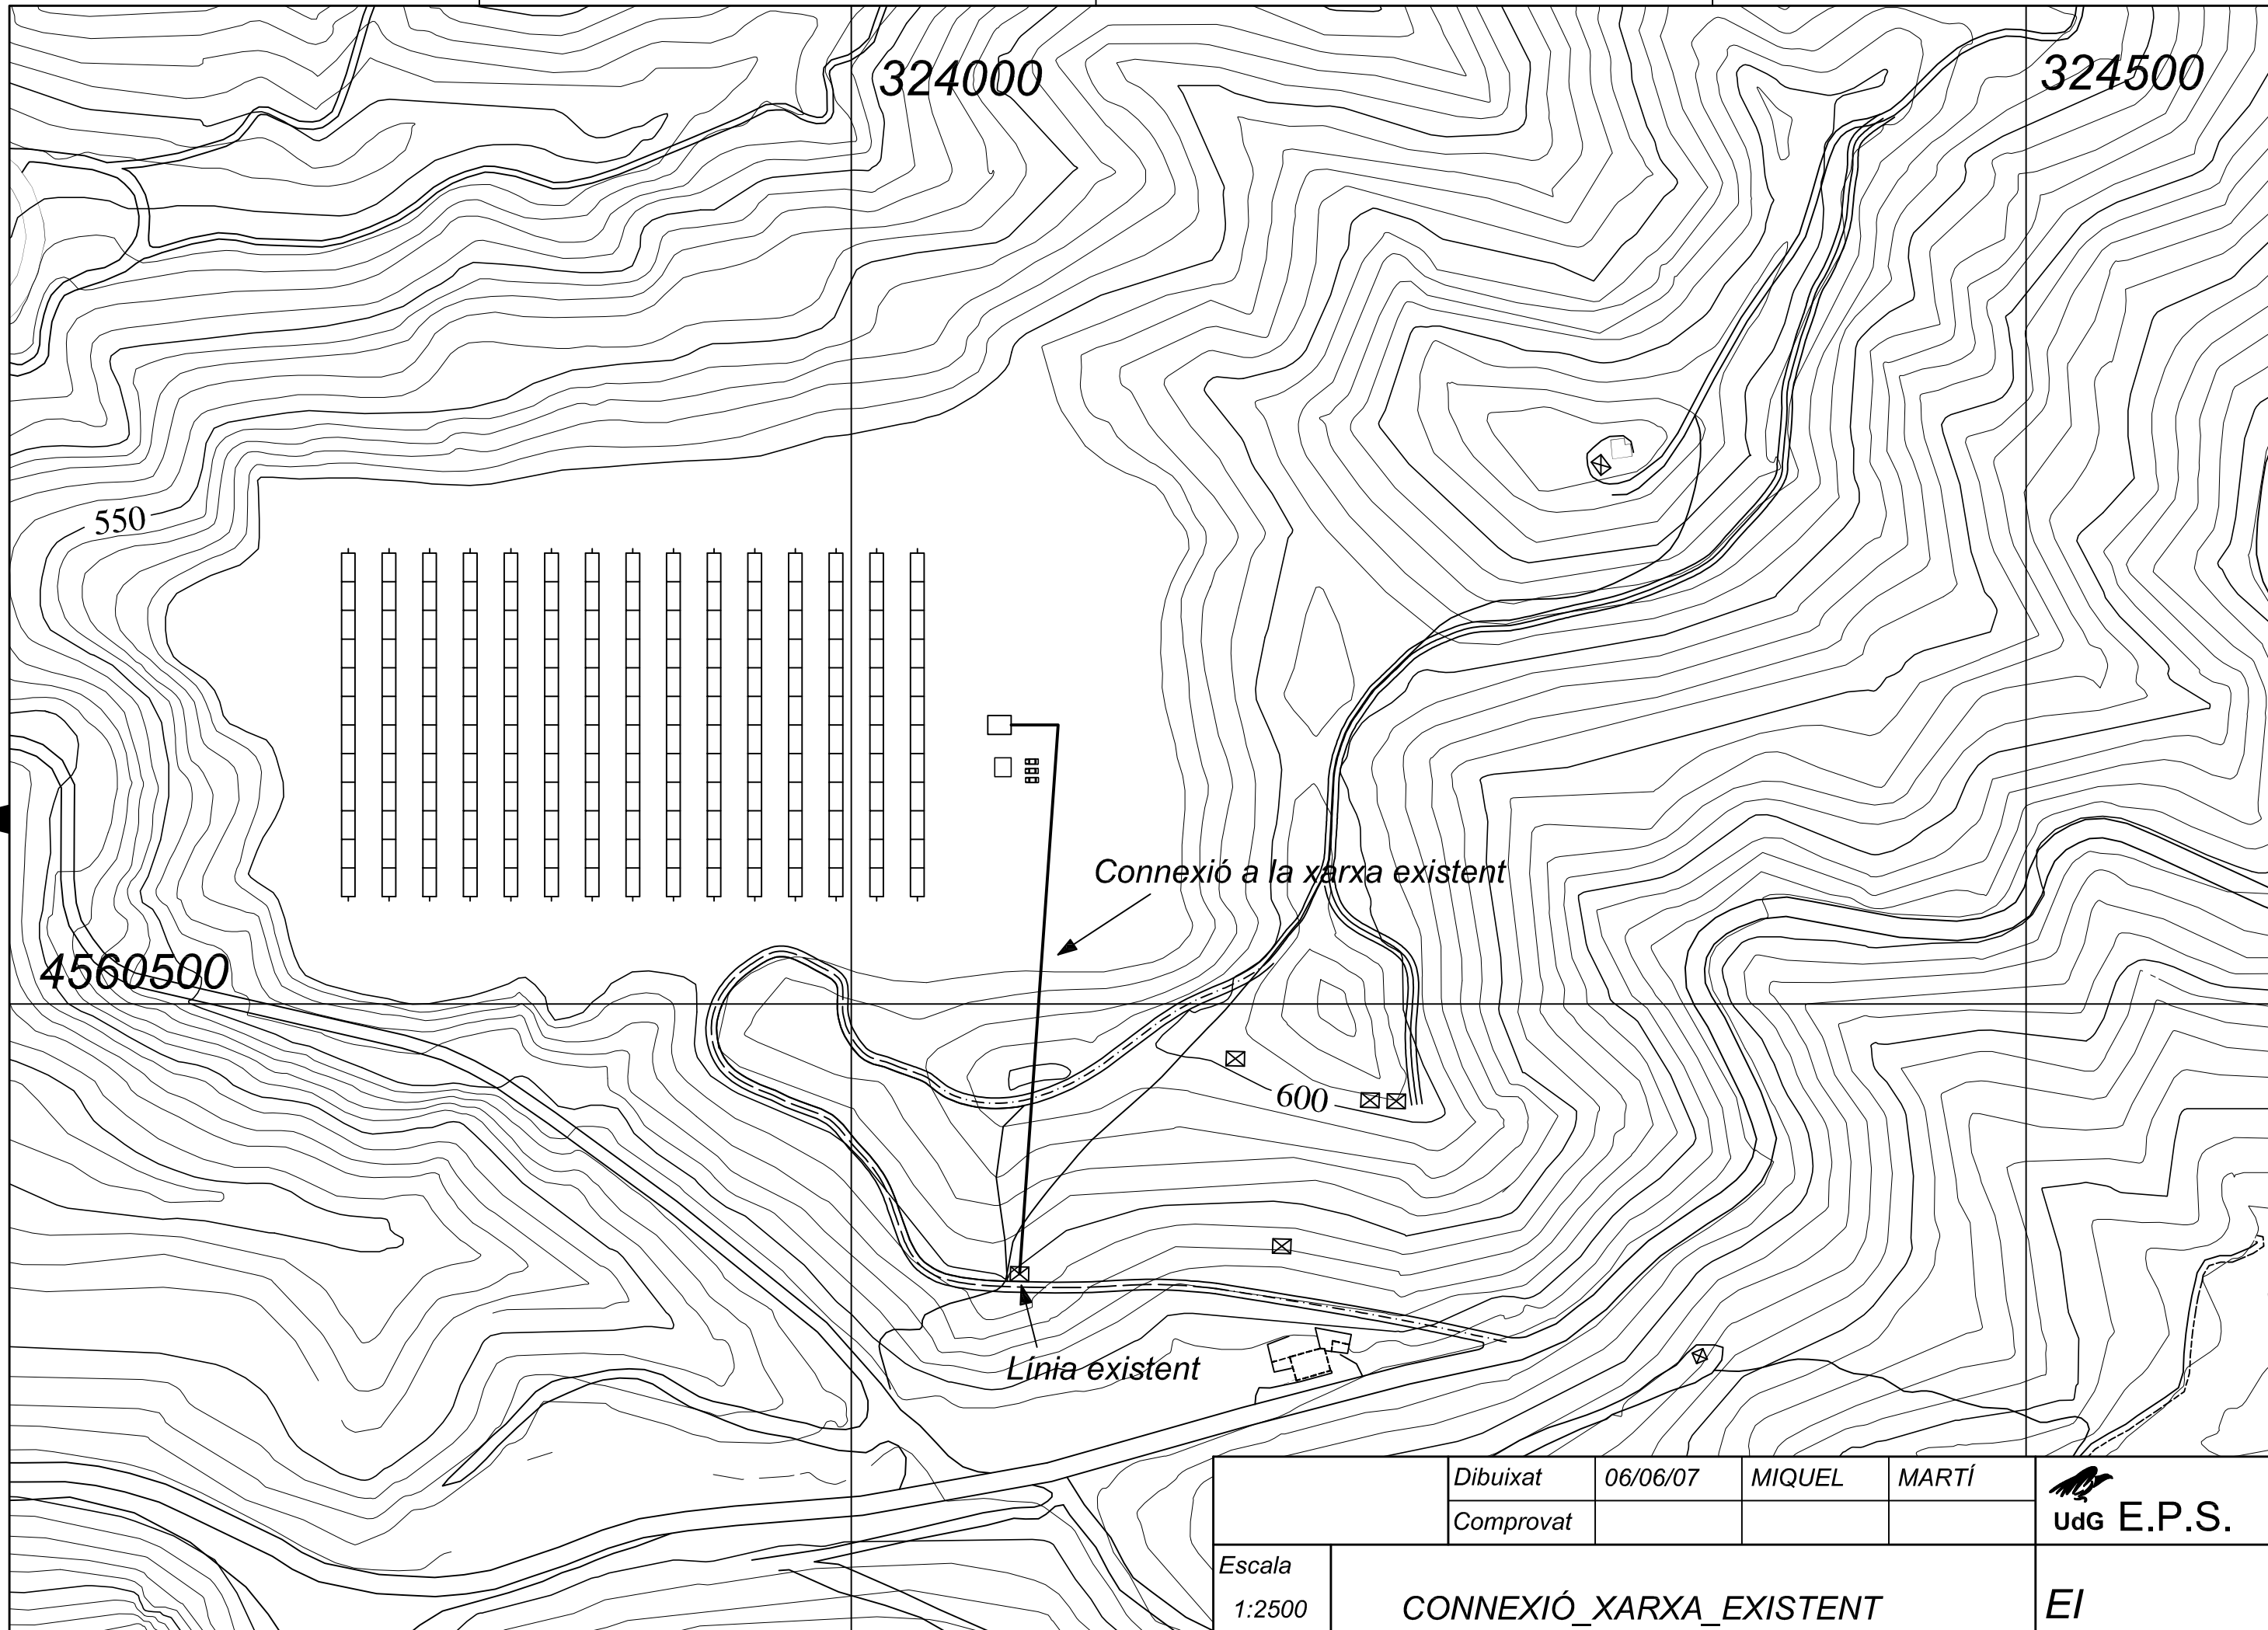 324000
324500
550
Connexió a la xarxa existent
4560500
600
Línia existent
Dibuixat 06/06/07 MIQUEL MARTÍ
Comprovat
UdG E.P.S.
Escala
1:2500
CONNEXIÓ_XARXA_EXISTENT
EI